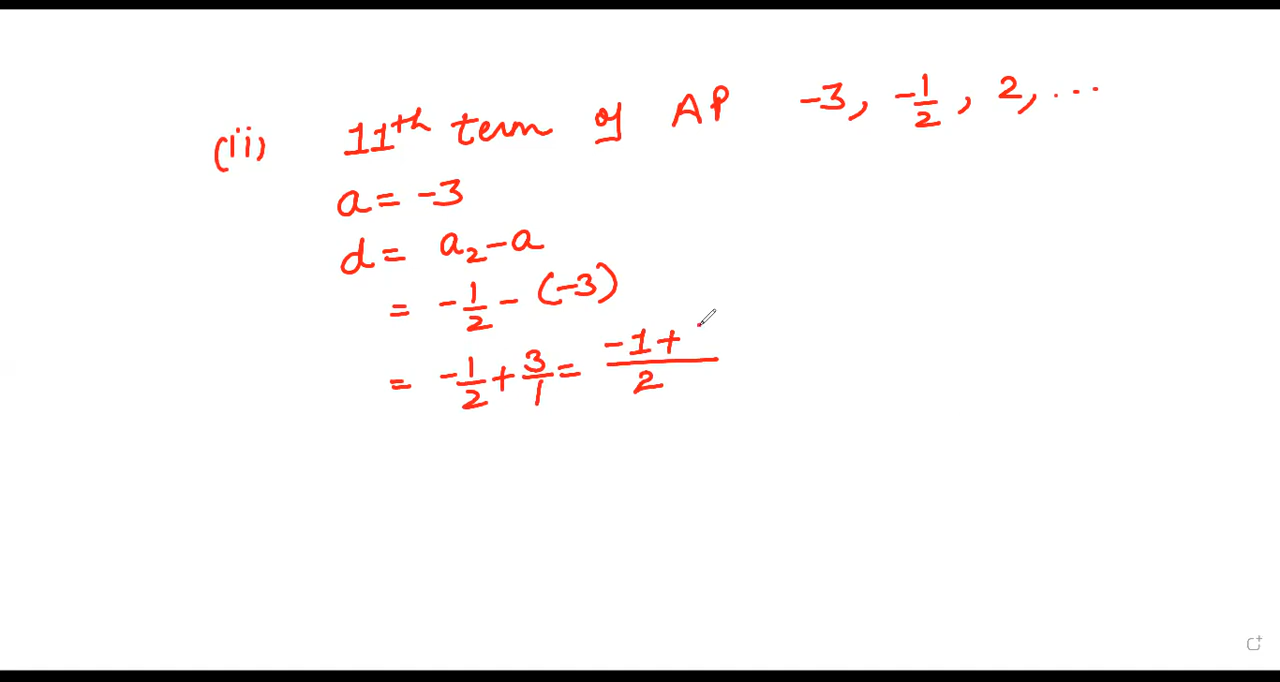 (ii) 11th term of AP -3, -1/2, 2, ...
a = -3
d = a₂ - a
= -1/2 - (-3)
= -1/2 + 3/1 = (-1+)/2